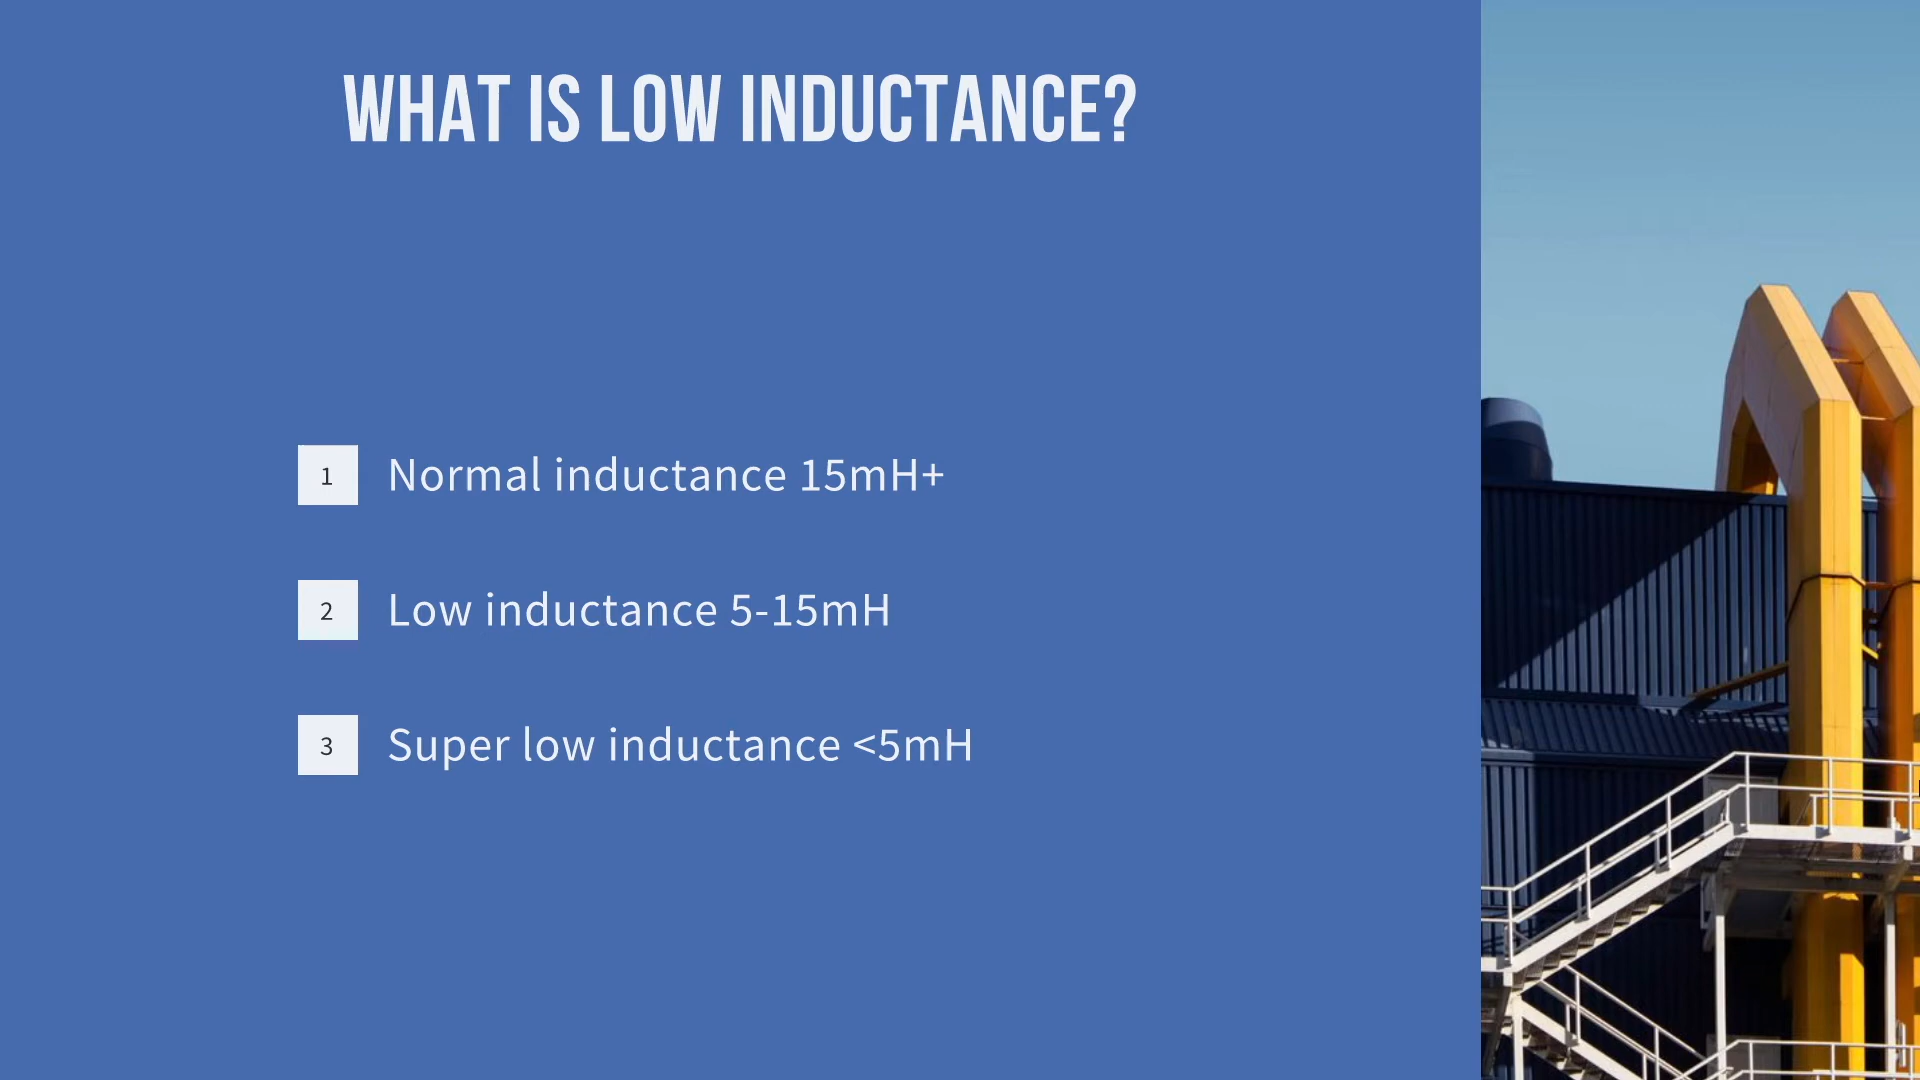 WHAT IS LOW INDUCTANCE?
1 Normal inductance 15mH+
2 Low inductance 5-15mH
3 Super low inductance <5mH